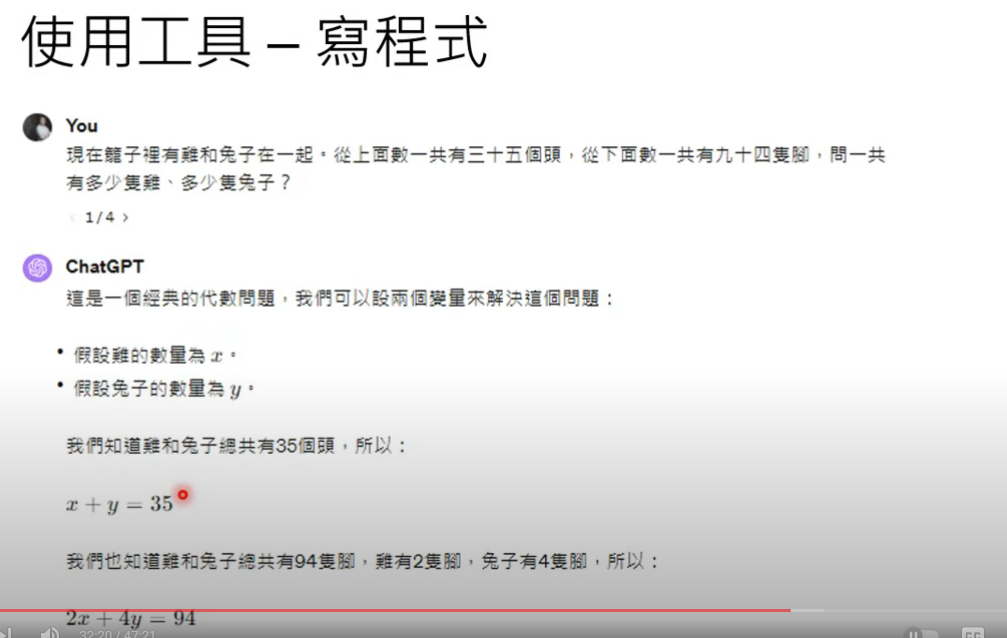 使用工具 – 寫程式
You
現在籠子裡有雞和兔子在一起。從上面數一共有三十五個頭，從下面數一共有九十四隻腳，問一共
有多少隻雞、多少隻兔子？
‹ 1/4 ›
ChatGPT
這是一個經典的代數問題，我們可以設兩個變量來解決這個問題：
• 假設雞的數量為 x。
• 假設兔子的數量為 y。
我們知道雞和兔子總共有35個頭，所以：
x + y = 35
我們也知道雞和兔子總共有94隻腳，雞有2隻腳，兔子有4隻腳，所以：
2x + 4y = 94
32:20 / 47:21